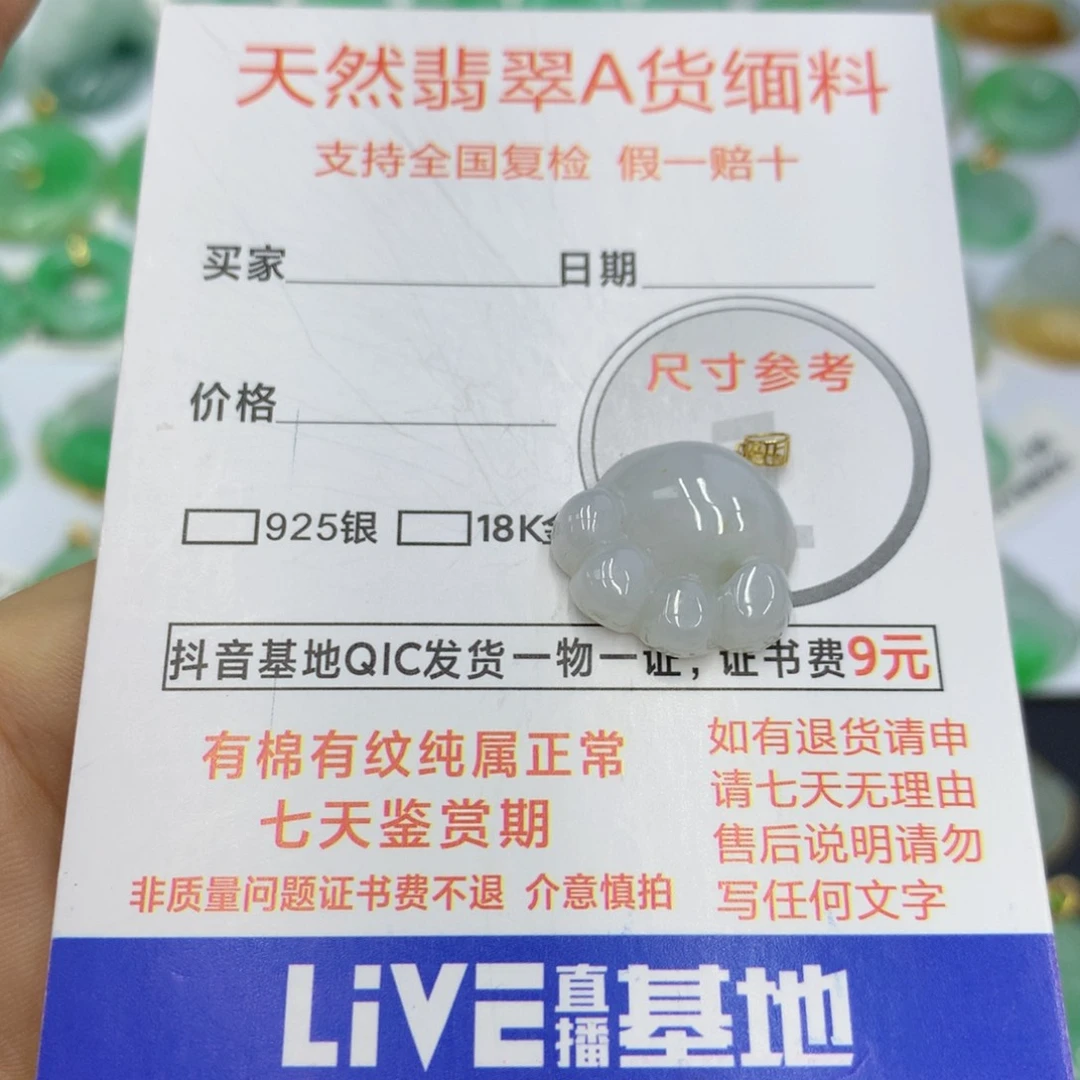 天然翡翠A货缅料
支持全国复检 假一赔十
买家 日期
尺寸参考
价格
925银 18K金
抖音基地QIC发货一物一证，证书费9元
有棉有纹纯属正常
七天鉴赏期
非质量问题证书费不退 介意慎拍
如有退货请申
请七天无理由
售后说明请勿
写任何文字
LiVE直播基地